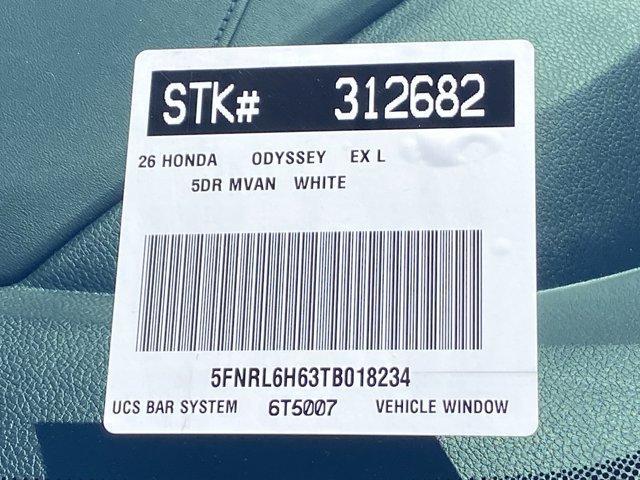 STK# 312682
26 HONDA ODYSSEY EX L
5DR MVAN WHITE
5FNRL6H63TB018234
UCS BAR SYSTEM 6T5007 VEHICLE WINDOW